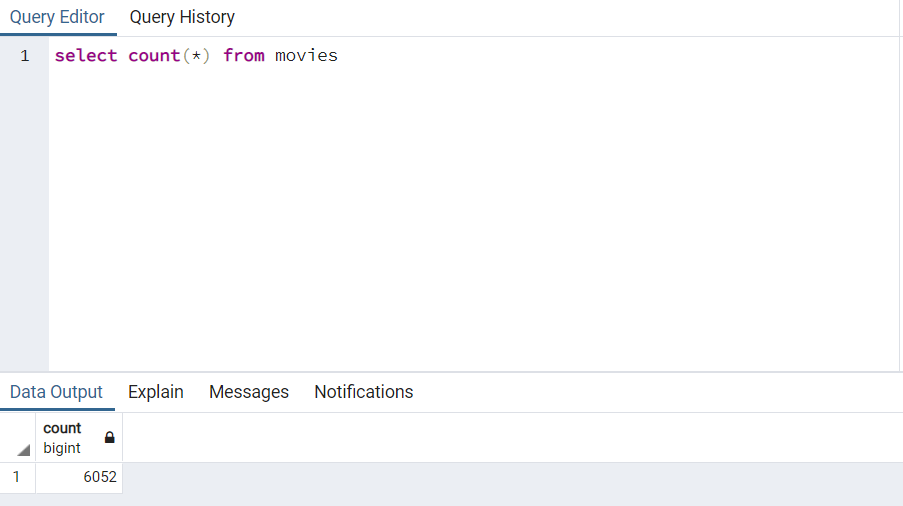 Query Editor Query History
1 select count(*) from movies
Data Output Explain Messages Notifications
count
bigint
1 6052